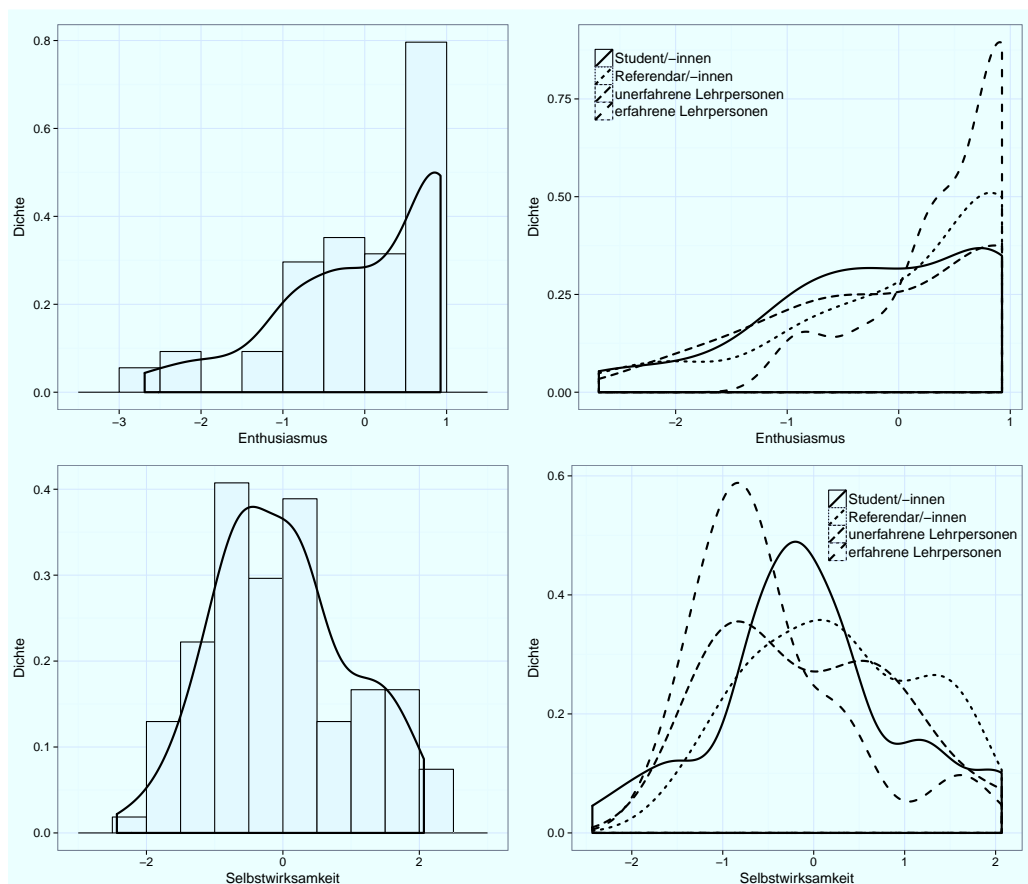 0.8
0.6
0.4
0.2
0.0
Dichte
−3
−2
−1
0
1
Enthusiasmus
Student/−innen
Referendar/−innen
unerfahrene Lehrpersonen
erfahrene Lehrpersonen
0.75
0.50
0.25
0.00
Dichte
−2
−1
0
1
Enthusiasmus
0.4
0.3
0.2
0.1
0.0
Dichte
−2
0
2
Selbstwirksamkeit
Student/−innen
Referendar/−innen
unerfahrene Lehrpersonen
erfahrene Lehrpersonen
0.6
0.4
0.2
0.0
Dichte
−2
−1
0
1
2
Selbstwirksamkeit